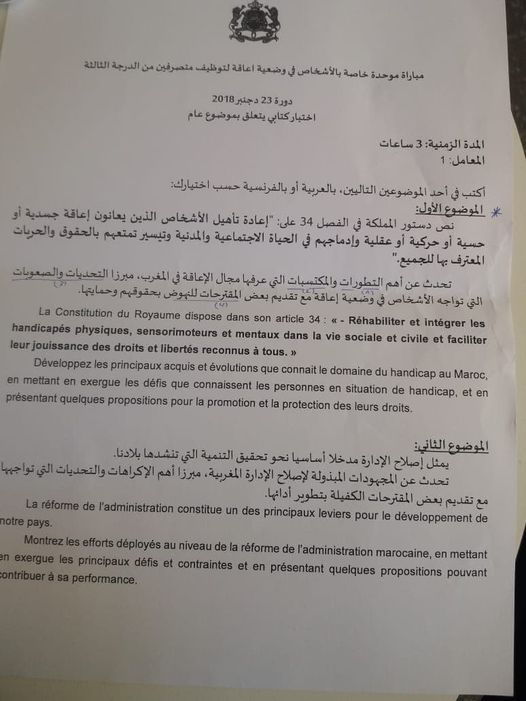 مباراة موحدة خاصة بالأشخاص في وضعية إعاقة لتوظيف متصرفين من الدرجة الثالثة
دورة 23 دجنبر 2018
اختبار كتابي يتعلق بموضوع عام
المدة الزمنية: 3 ساعات
المعامل: 1
أكتب في أحد الموضوعين التاليين، بالعربية أو بالفرنسية حسب اختيارك:
الموضوع الأول:
نص دستور المملكة في الفصل 34 على: "إعادة تأهيل الأشخاص الذين يعانون إعاقة جسدية أو
حسية أو حركية أو عقلية وإدماجهم في الحياة الاجتماعية والمدنية وتيسير تمتعهم بالحقوق والحريات
المعترف بها للجميع."
تحدث عن أهم التطورات والمكتسبات التي عرفها مجال الإعاقة في المغرب، مبرزا التحديات والصعوبات
التي تواجه الأشخاص في وضعية إعاقة مع تقديم بعض المقترحات للنهوض بحقوقهم وحمايتها.
La Constitution du Royaume dispose dans son article 34 : « - Réhabiliter et intégrer les
handicapés physiques, sensorimoteurs et mentaux dans la vie sociale et civile et faciliter
leur jouissance des droits et libertés reconnus à tous. »
Développez les principaux acquis et évolutions que connait le domaine du handicap au Maroc,
en mettant en exergue les défis que connaissent les personnes en situation de handicap, et en
présentant quelques propositions pour la promotion et la protection des leurs droits.
الموضوع الثاني:
يمثل إصلاح الإدارة مدخلا أساسيا نحو تحقيق التنمية التي تنشدها بلادنا.
تحدث عن المجهودات المبذولة لإصلاح الإدارة المغربية، مبرزا أهم الإكراهات والتحديات التي تواجهها
مع تقديم بعض المقترحات الكفيلة بتطوير أدائها.
La réforme de l'administration constitue un des principaux leviers pour le développement de
notre pays.
Montrez les efforts déployés au niveau de la réforme de l'administration marocaine, en mettant
en exergue les principaux défis et contraintes et en présentant quelques propositions pouvant
contribuer à sa performance.